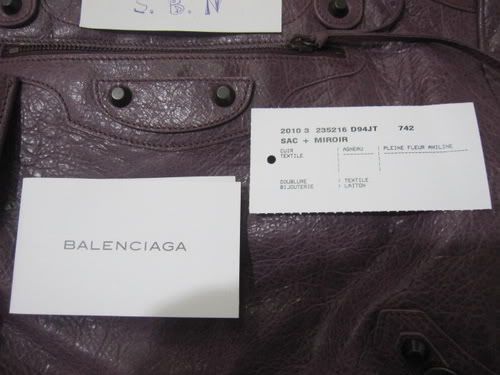 S. B. N
2010 3 235216 D94JT 742
SAC + MIROIR
CUIR : AGNEAU : PLEINE FLEUR ANILINE
TEXTILE
DOUBLURE : TEXTILE
BIJOUTERIE : LAITON
BALENCIAGA